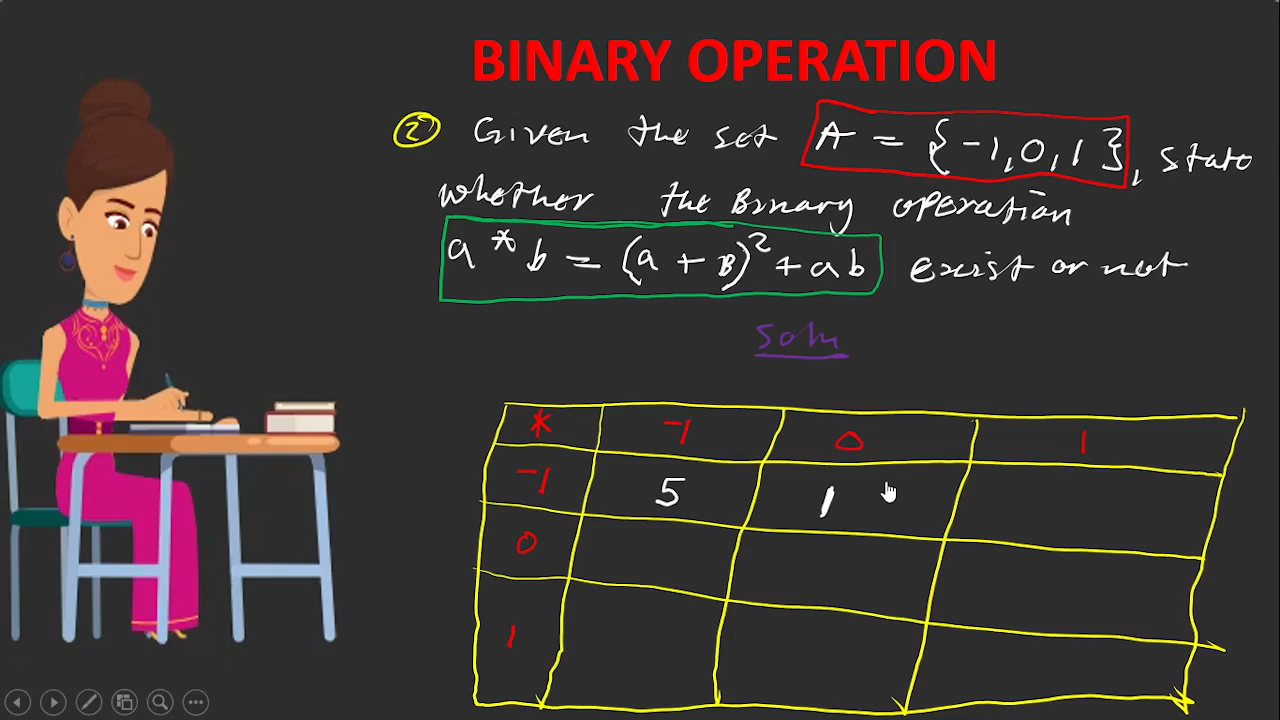 BINARY OPERATION
② Given the set A = {-1, 0, 1}, state
whether the Binary operation
a * b = (a + B)² + ab exist or not
Soln
* -1 0 1
-1 5 1
0
1